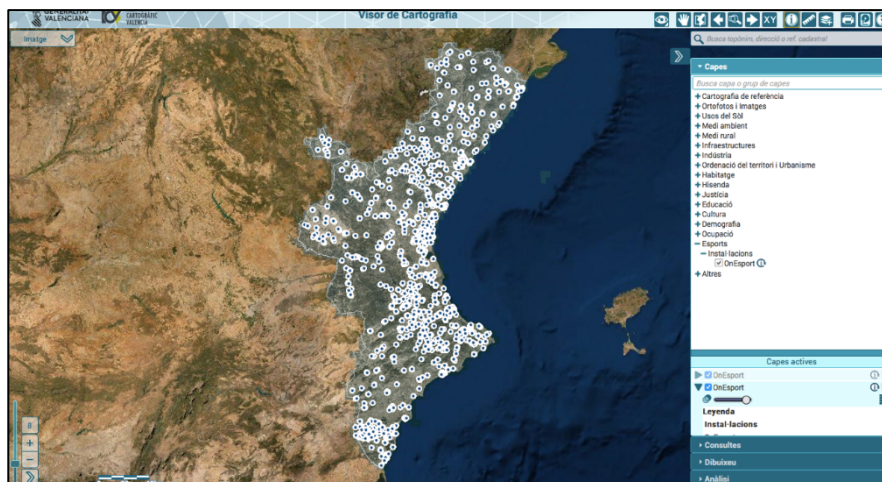 GENERALITAT
VALENCIANA
CARTOGRÀFIC
VALENCIÀ
Visor de Cartografia
XY
Imatge
Busca topònim, direcció o ref. cadastral
Capes
Busca capa o grup de capes
Cartografia de referència
Ortofotos i Imatges
Usos del Sòl
Medi ambient
Medi rural
Infraestructures
Indústria
Ordenació del territori i Urbanisme
Habitatge
Hisenda
Justícia
Educació
Cultura
Demografia
Ocupació
Esports
Instal·lacions
OnEsport
Altres
Capes actives
OnEsport
OnEsport
Leyenda
Instal·lacions
Consultes
Dibuixeu
Anàlisi